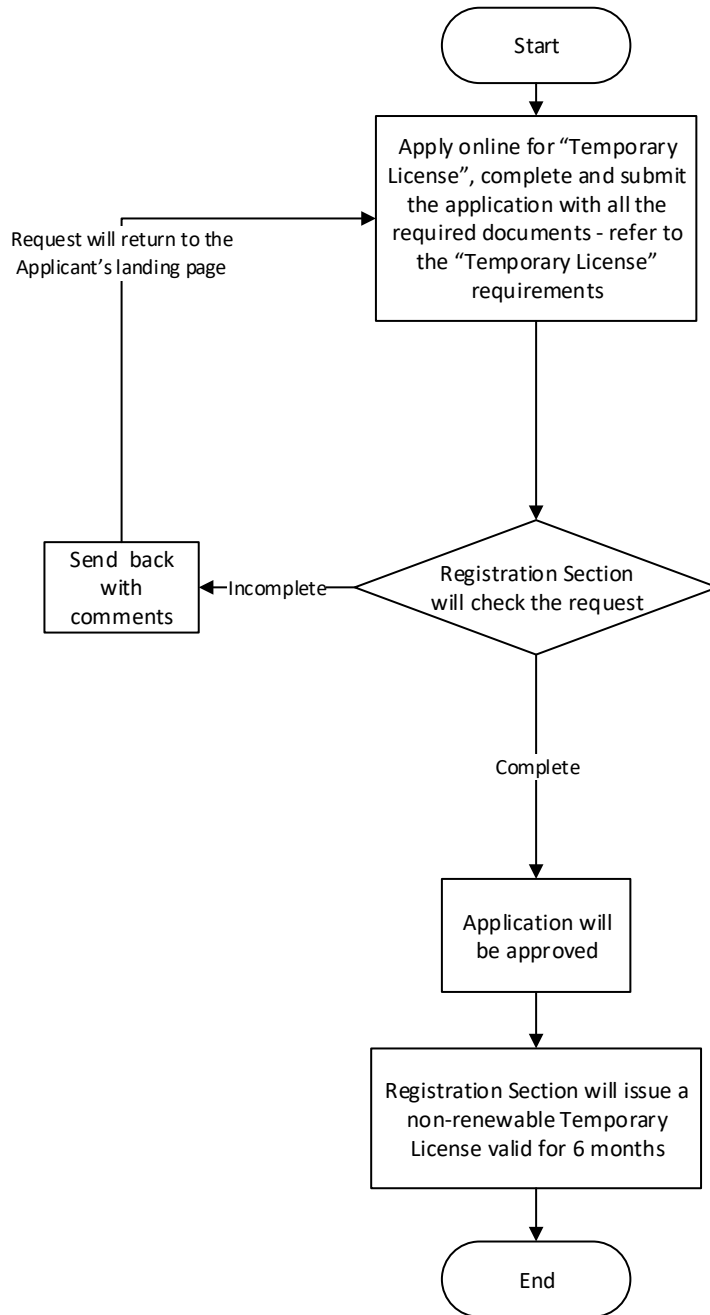 Start
Apply online for “Temporary
License”, complete and submit
the application with all the
required documents - refer to
the “Temporary License”
requirements
Request will return to the
Applicant’s landing page
Send  back
with
comments
Incomplete
Registration Section
will check the request
Complete
Application will
be approved
Registration Section will issue a
non-renewable Temporary
License valid for 6 months
End